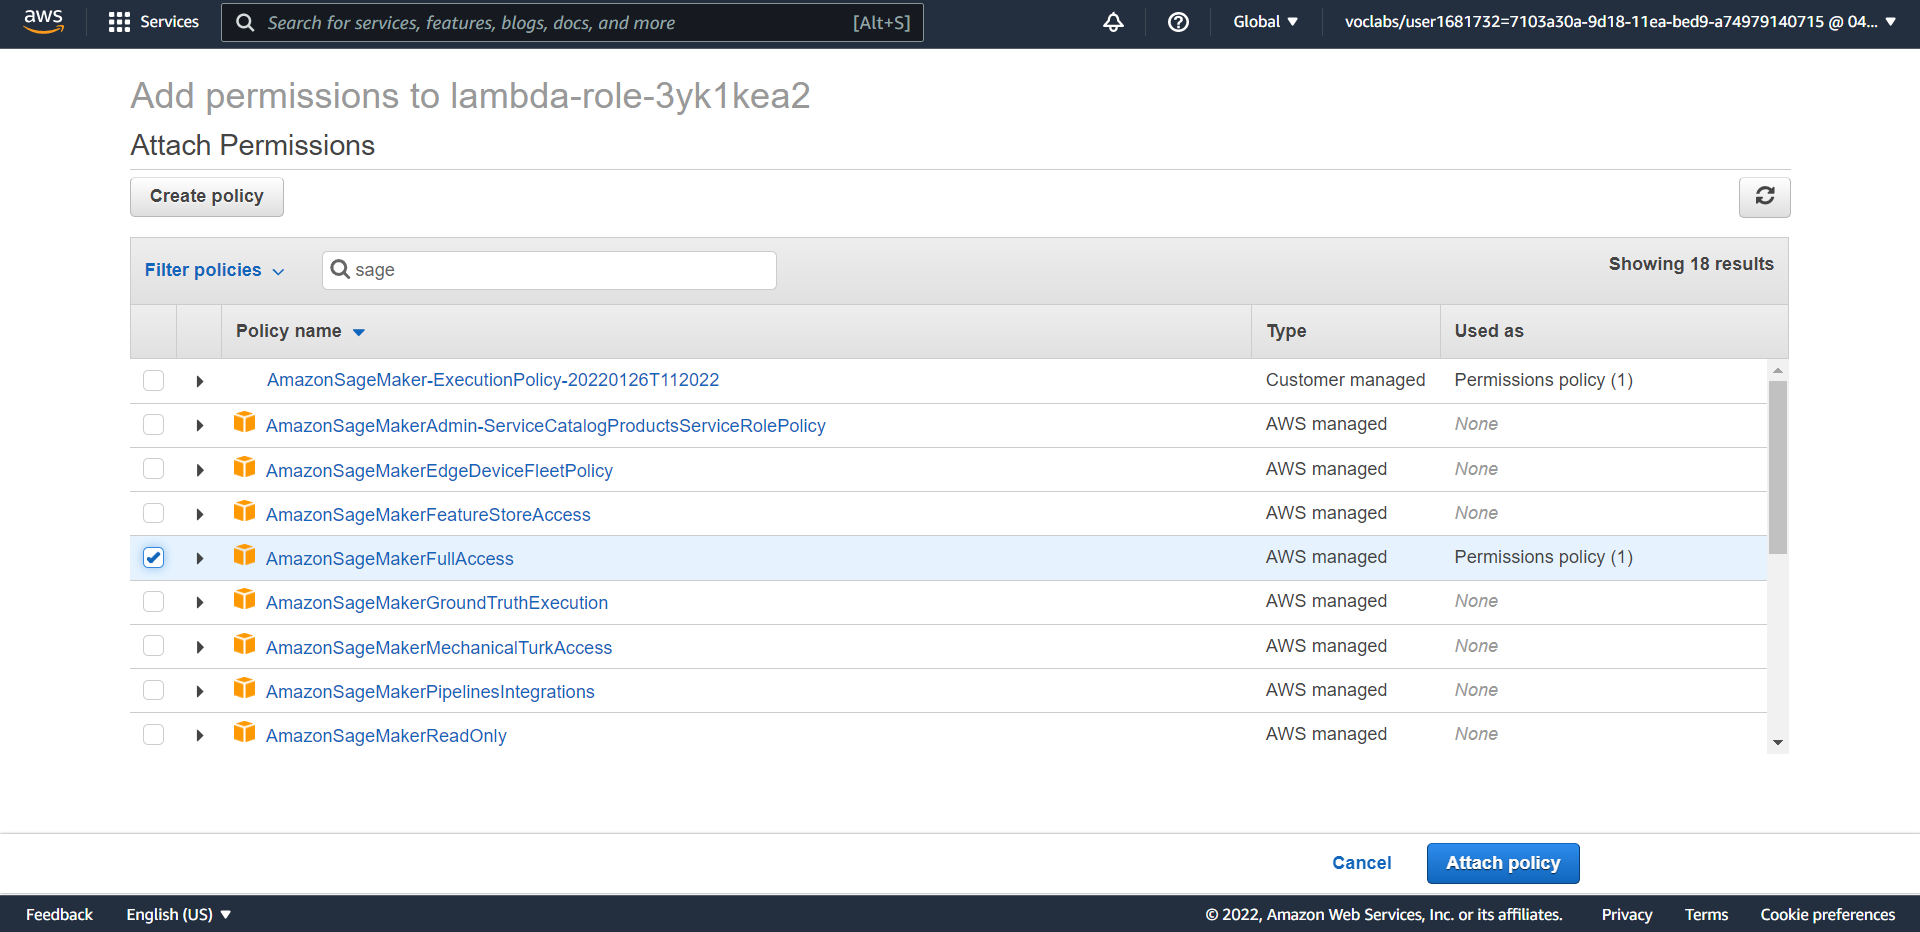 aws
Services
Search for services, features, blogs, docs, and more [Alt+S]
Global
voclabs/user1681732=7103a30a-9d18-11ea-bed9-a74979140715 @ 04...
Add permissions to lambda-role-3yk1kea2
Attach Permissions
Create policy
Filter policies
sage
Showing 18 results
Policy name Type Used as
AmazonSageMaker-ExecutionPolicy-20220126T112022 Customer managed Permissions policy (1)
AmazonSageMakerAdmin-ServiceCatalogProductsServiceRolePolicy AWS managed None
AmazonSageMakerEdgeDeviceFleetPolicy AWS managed None
AmazonSageMakerFeatureStoreAccess AWS managed None
AmazonSageMakerFullAccess AWS managed Permissions policy (1)
AmazonSageMakerGroundTruthExecution AWS managed None
AmazonSageMakerMechanicalTurkAccess AWS managed None
AmazonSageMakerPipelinesIntegrations AWS managed None
AmazonSageMakerReadOnly AWS managed None
Cancel
Attach policy
Feedback English (US) © 2022, Amazon Web Services, Inc. or its affiliates. Privacy Terms Cookie preferences